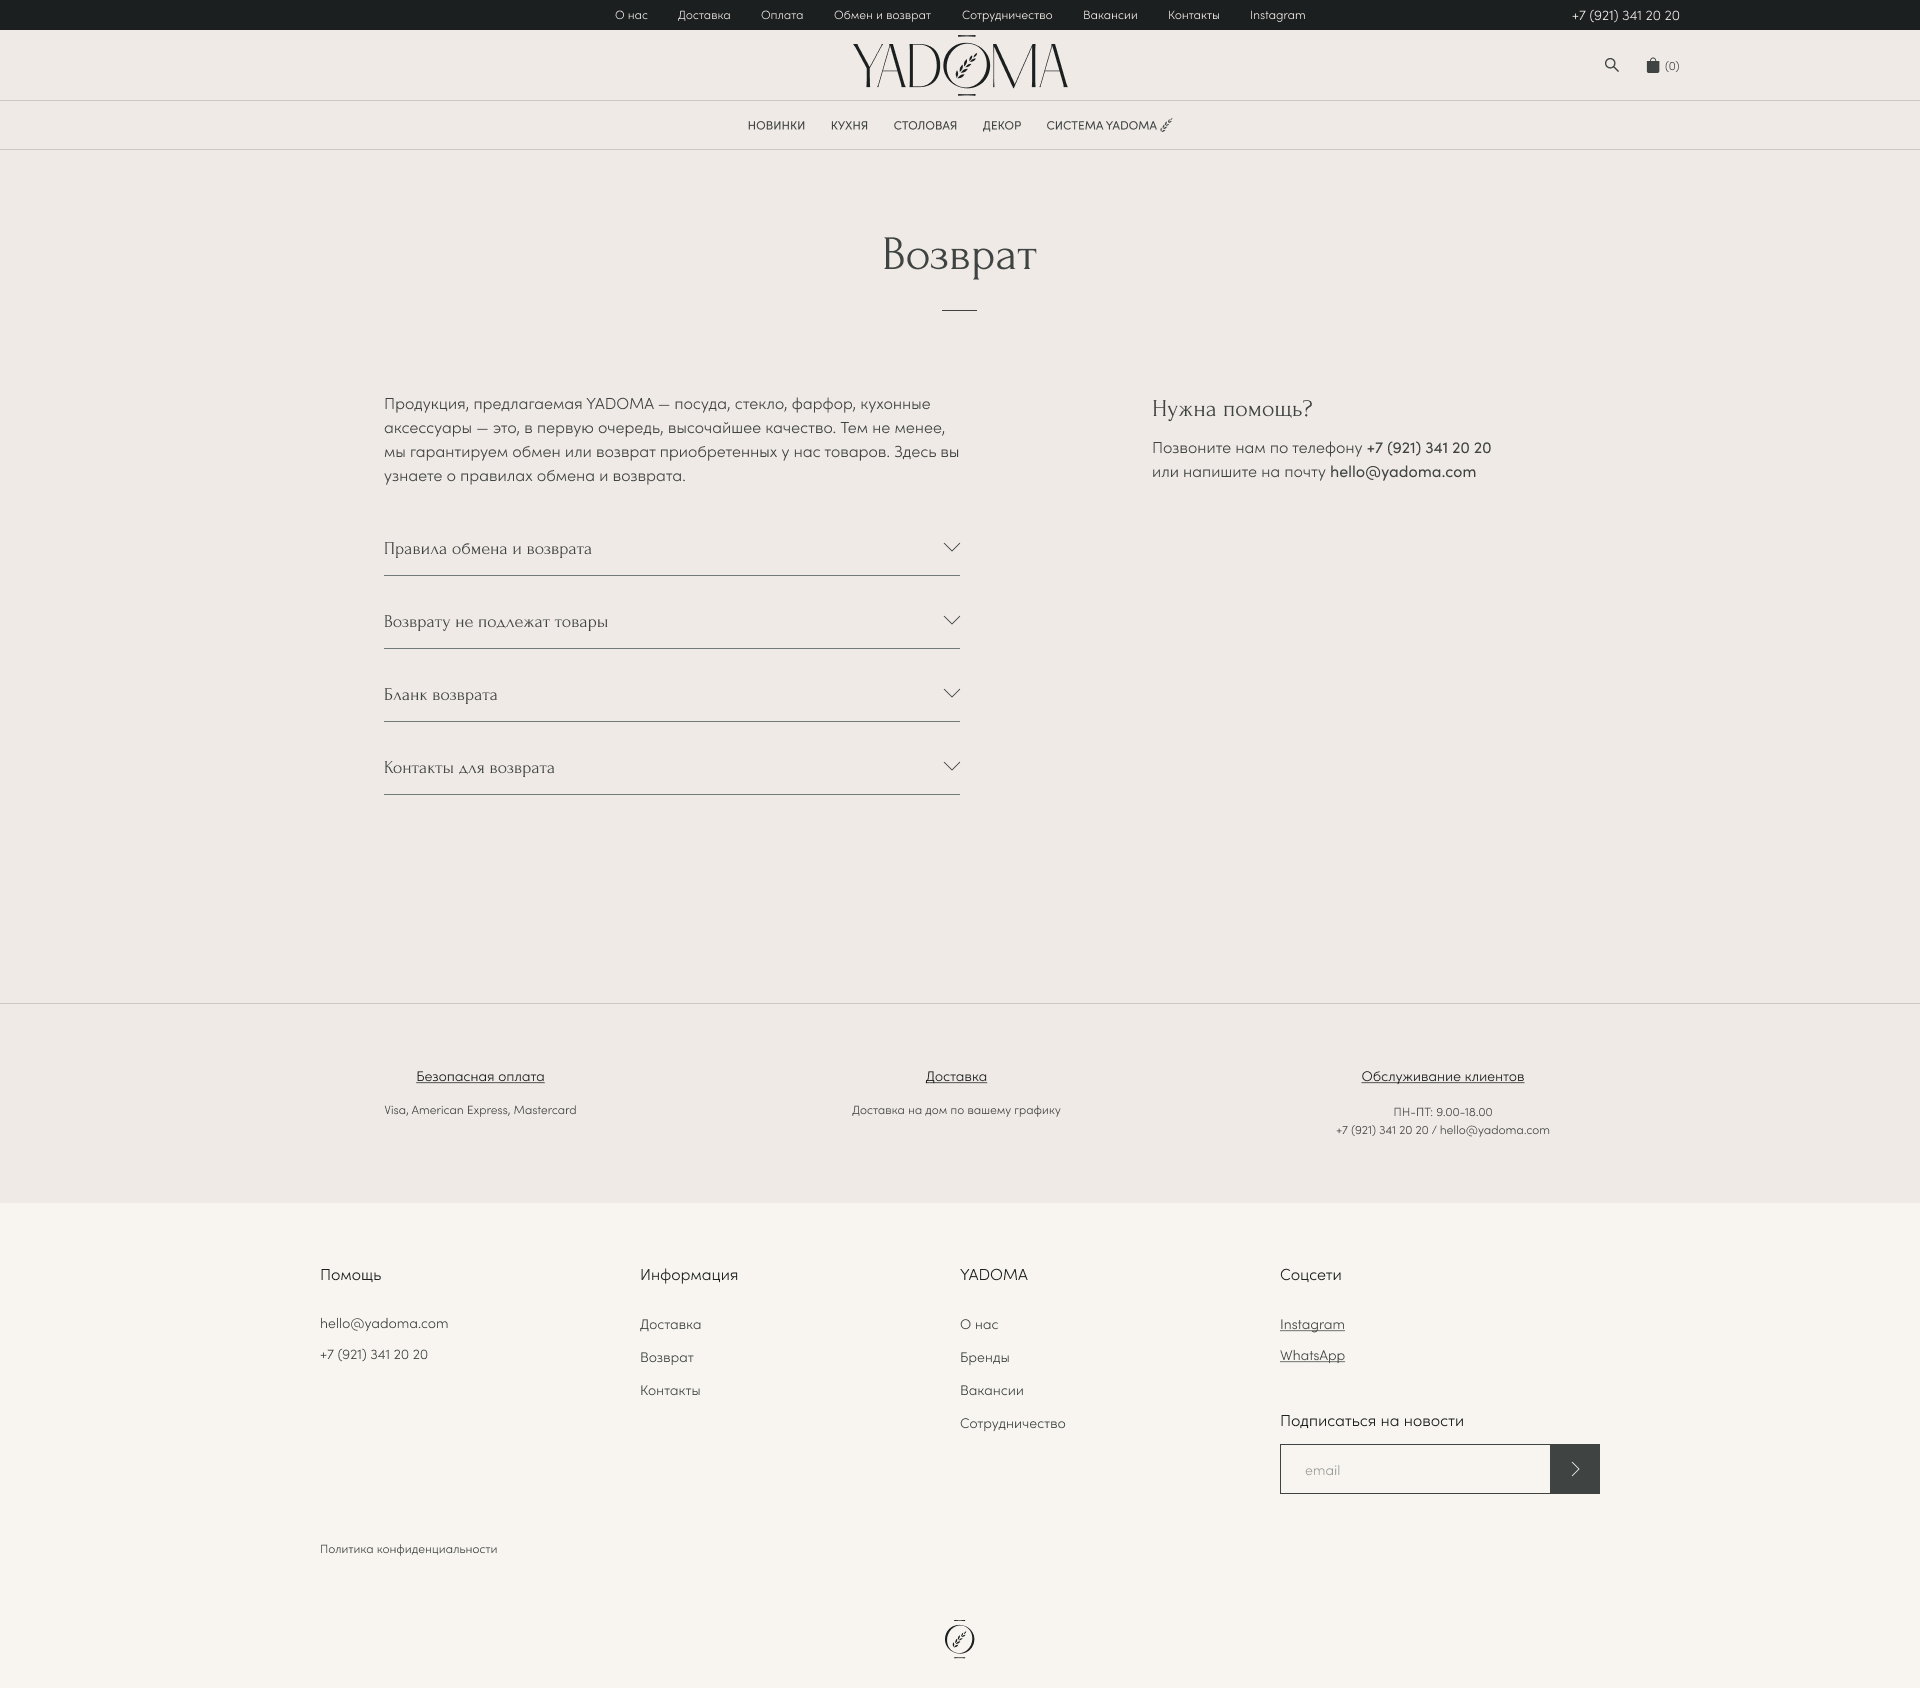 О нас Доставка Оплата Обмен и возврат Сотрудничество Вакансии Контакты Instagram +7 (921) 341 20 20
YADOMA
(0)
НОВИНКИ КУХНЯ СТОЛОВАЯ ДЕКОР СИСТЕМА YADOMA
Возврат
Продукция, предлагаемая YADOMA — посуда, стекло, фарфор, кухонные
аксессуары — это, в первую очередь, высочайшее качество. Тем не менее,
мы гарантируем обмен или возврат приобретенных у нас товаров. Здесь вы
узнаете о правилах обмена и возврата.
Правила обмена и возврата
Возврату не подлежат товары
Бланк возврата
Контакты для возврата
Нужна помощь?
Позвоните нам по телефону +7 (921) 341 20 20
или напишите на почту hello@yadoma.com
Безопасная оплата
Visa, American Express, Mastercard
Доставка
Доставка на дом по вашему графику
Обслуживание клиентов
ПН-ПТ: 9.00-18.00
+7 (921) 341 20 20 / hello@yadoma.com
Помощь
hello@yadoma.com
+7 (921) 341 20 20
Информация
Доставка
Возврат
Контакты
YADOMA
О нас
Бренды
Вакансии
Сотрудничество
Соцсети
Instagram
WhatsApp
Подписаться на новости
email
Политика конфиденциальности